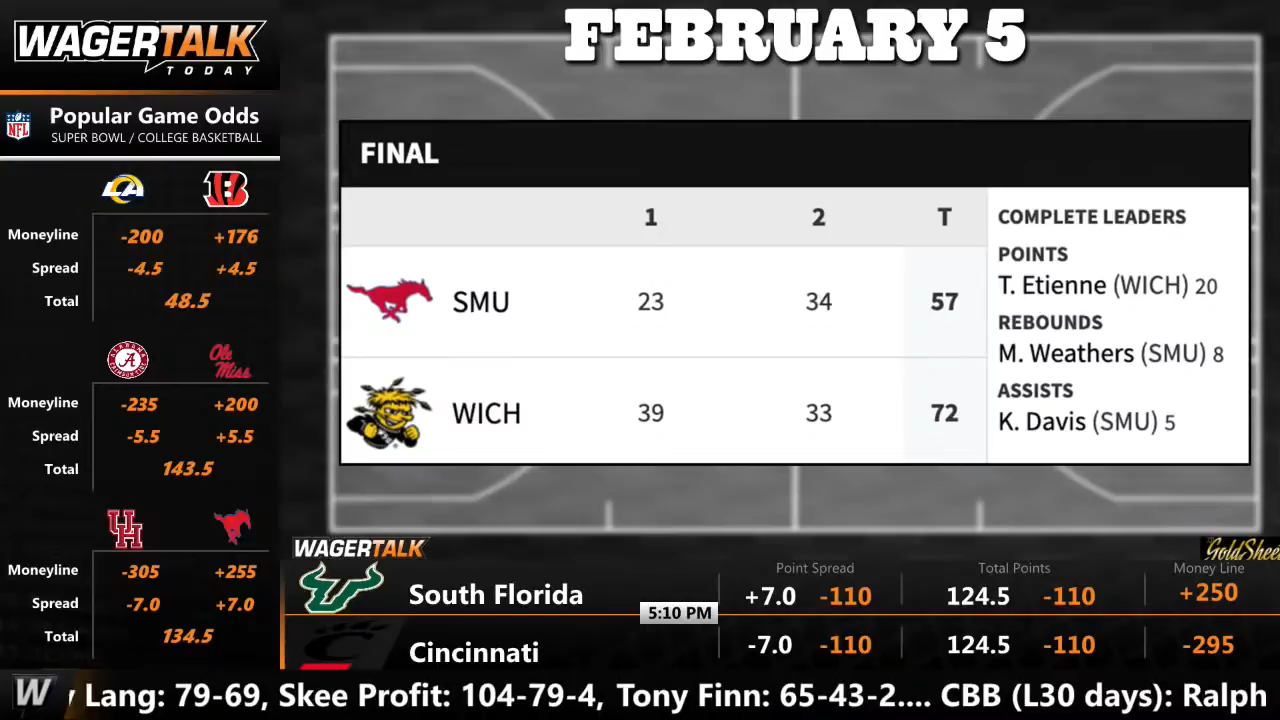 WAGERTALK
TODAY
NFL
Popular Game Odds
SUPER BOWL / COLLEGE BASKETBALL
LA
B
Moneyline -200 +176
Spread -4.5 +4.5
Total 48.5
A
Ole Miss
Moneyline -235 +200
Spread -5.5 +5.5
Total 143.5
UH
Moneyline -305 +255
Spread -7.0 +7.0
Total 134.5
FEBRUARY 5
FINAL
1 2 T
SMU 23 34 57
WICH 39 33 72
COMPLETE LEADERS
POINTS
T. Etienne (WICH) 20
REBOUNDS
M. Weathers (SMU) 8
ASSISTS
K. Davis (SMU) 5
WAGERTALK
GoldShee
Point Spread Total Points Money Line
South Florida +7.0 -110 124.5 -110 +250
5:10 PM
Cincinnati -7.0 -110 124.5 -110 -295
W
y Lang: 79-69, Skee Profit: 104-79-4, Tony Finn: 65-43-2.... CBB (L30 days): Ralph